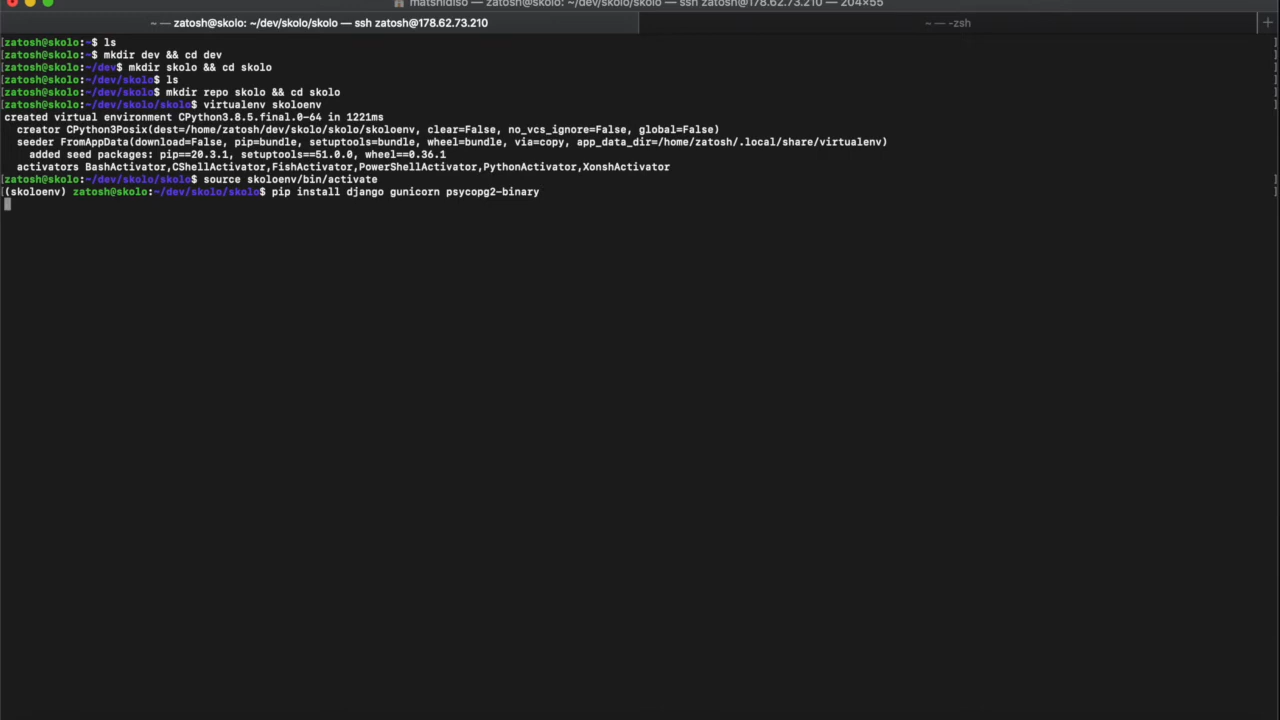 matshidiso — zatosh@skolo: ~/dev/skolo/skolo — ssh zatosh@178.62.73.210 — 204×55
~ — zatosh@skolo: ~/dev/skolo/skolo — ssh zatosh@178.62.73.210
~ — -zsh
[zatosh@skolo:~$ ls ]
[zatosh@skolo:~$ mkdir dev && cd dev ]
[zatosh@skolo:~/dev$ mkdir skolo && cd skolo ]
[zatosh@skolo:~/dev/skolo$ ls ]
[zatosh@skolo:~/dev/skolo$ mkdir repo skolo && cd skolo ]
[zatosh@skolo:~/dev/skolo/skolo$ virtualenv skoloenv ]
created virtual environment CPython3.8.5.final.0-64 in 1221ms
creator CPython3Posix(dest=/home/zatosh/dev/skolo/skolo/skoloenv, clear=False, no_vcs_ignore=False, global=False)
seeder FromAppData(download=False, pip=bundle, setuptools=bundle, wheel=bundle, via=copy, app_data_dir=/home/zatosh/.local/share/virtualenv)
added seed packages: pip==20.3.1, setuptools==51.0.0, wheel==0.36.1
activators BashActivator,CShellActivator,FishActivator,PowerShellActivator,PythonActivator,XonshActivator
[zatosh@skolo:~/dev/skolo/skolo$ source skoloenv/bin/activate ]
[(skoloenv) zatosh@skolo:~/dev/skolo/skolo$ pip install django gunicorn psycopg2-binary ]